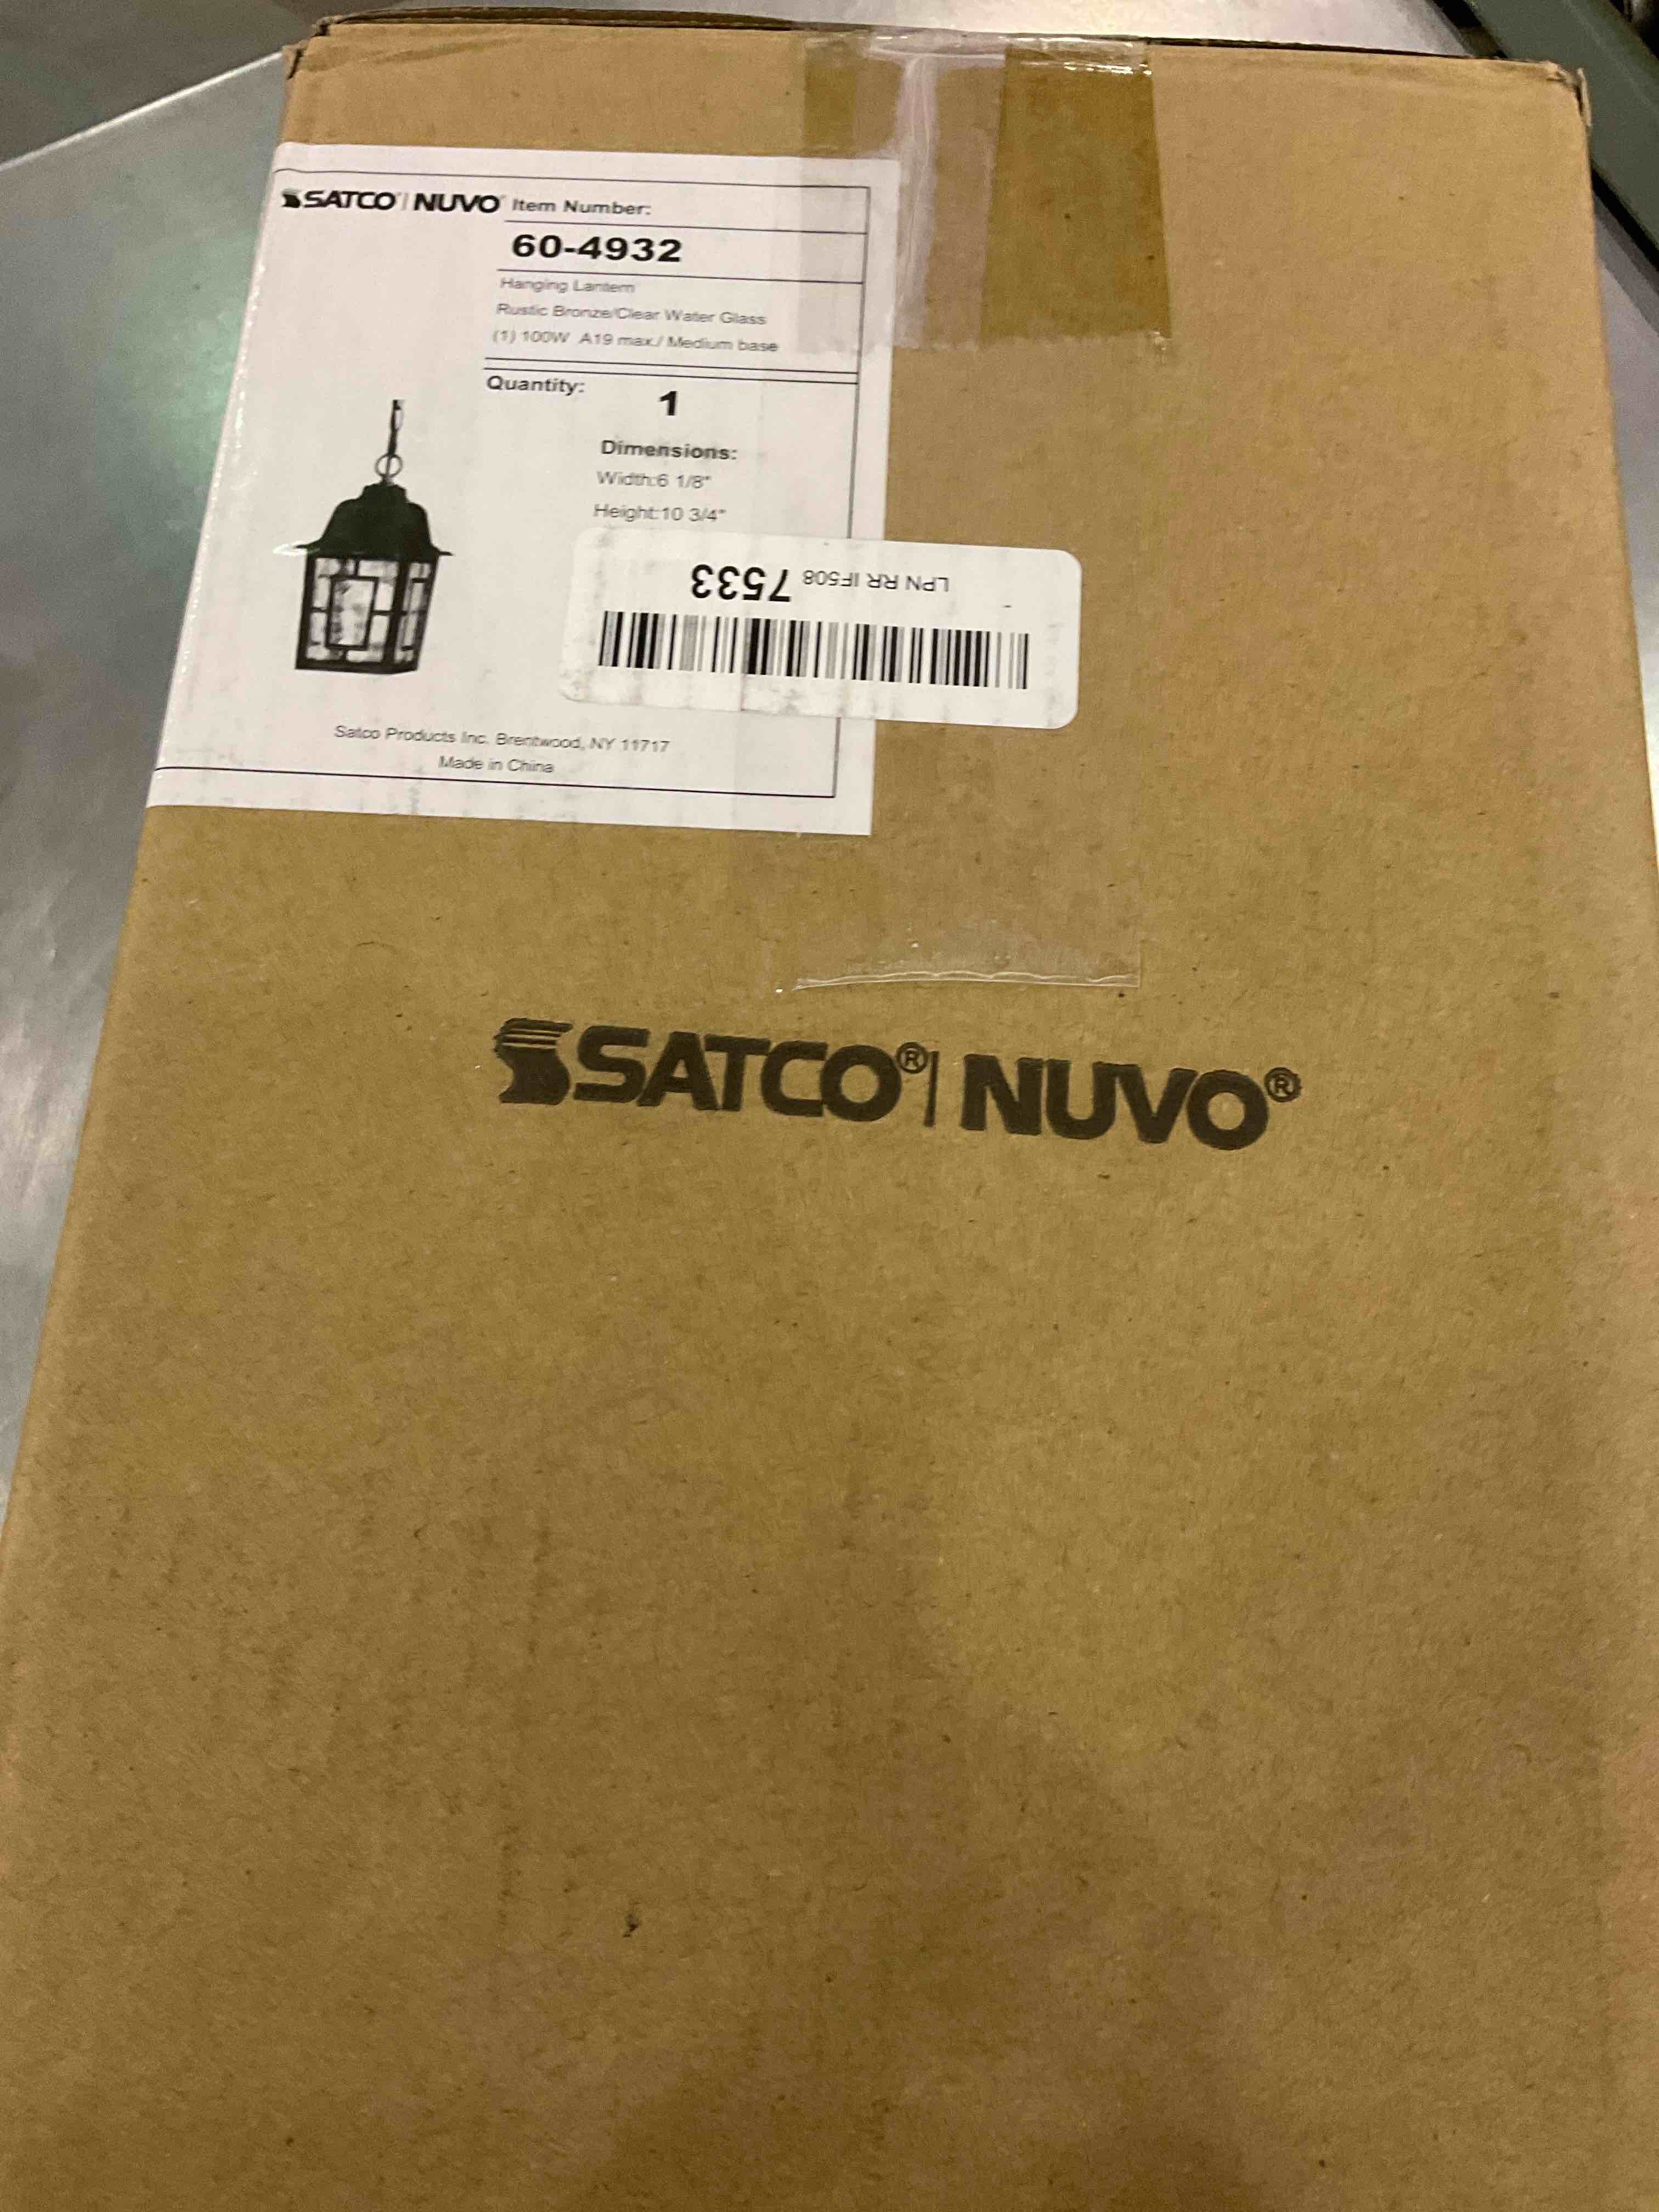 SATCO | NUVO Item Number:
60-4932
Hanging Lantern
Rustic Bronze/Clear Water Glass
(1) 100W A19 max./ Medium base
Quantity:
1
Dimensions:
Width:6 1/8"
Height:10 3/4"
LPN RR IF508 7533
Satco Products Inc. Brentwood, NY 11717
Made in China
SATCO® | NUVO®